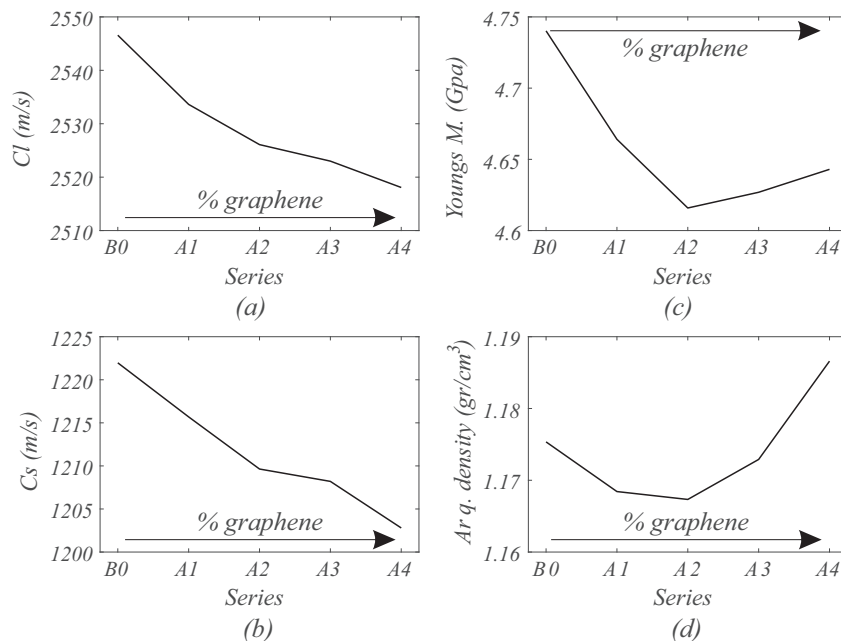 2550
2540
2530
2520
2510
Cl (m/s)
% graphene
B0 A1 A2 A3 A4
Series
(a)
4.75
4.7
4.65
4.6
Youngs M. (Gpa)
% graphene
B0 A1 A2 A3 A4
Series
(c)
1225
1220
1215
1210
1205
1200
Cs (m/s)
% graphene
B0 A1 A2 A3 A4
Series
(b)
1.19
1.18
1.17
1.16
Ar q. density (gr/cm³)
% graphene
B0 A1 A2 A3 A4
Series
(d)